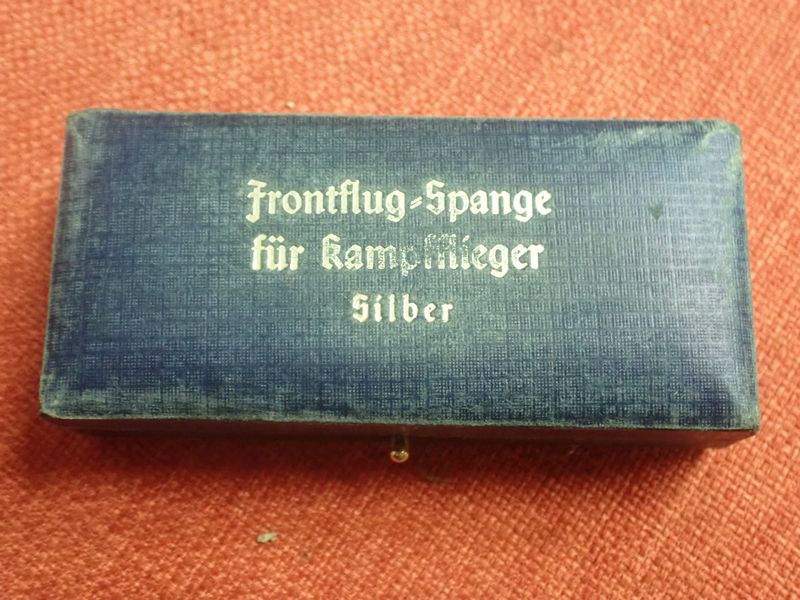 Frontflug-Spange
für Kampfflieger
Silber